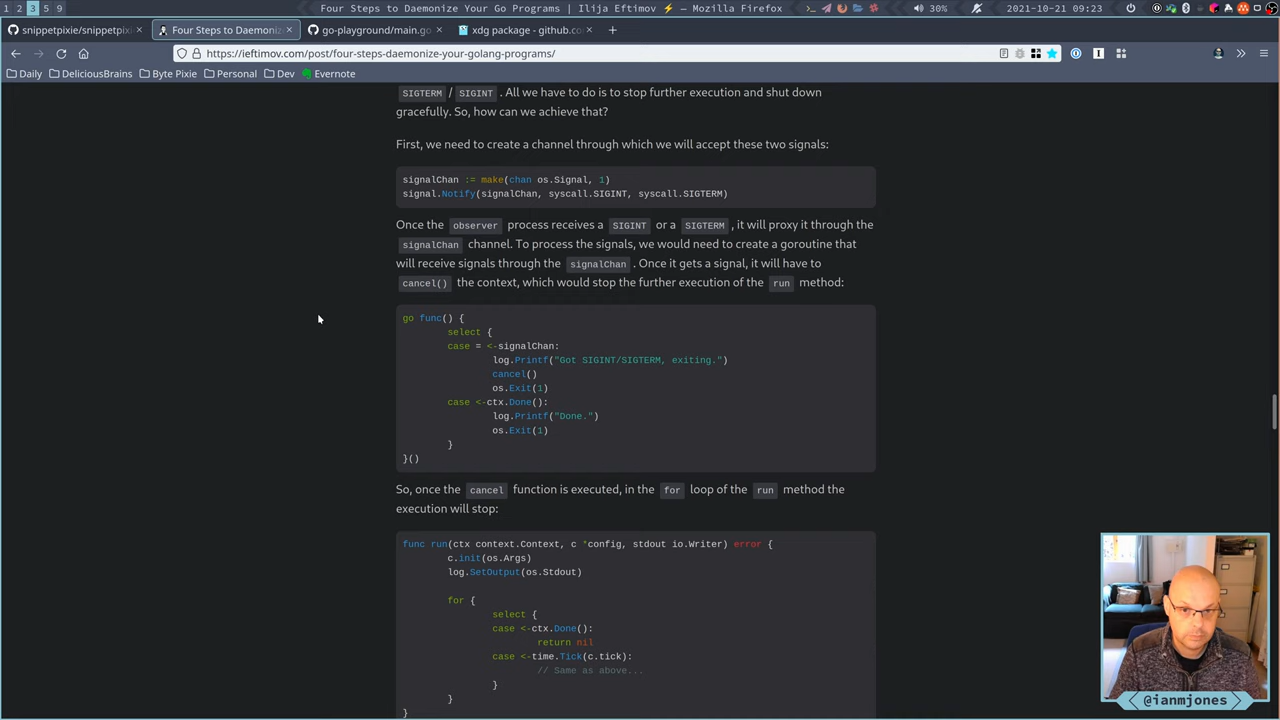 1 2 3 5 7 8 9
Four Steps to Daemonize Your Go Programs | Ilija Eftimov ⚡ — Mozilla Firefox
30%
2021-10-21 09:23
snippetpixie/snippetpixi
Four Steps to Daemoniz
go-playground/main.go
xdg package - github.co
https://ieftimov.com/post/four-steps-daemonize-your-golang-programs/
Daily DeliciousBrains Byte Pixie Personal Dev Evernote
SIGTERM / SIGINT . All we have to do is to stop further execution and shut down
gracefully. So, how can we achieve that?
First, we need to create a channel through which we will accept these two signals:
signalChan := make(chan os.Signal, 1)
signal.Notify(signalChan, syscall.SIGINT, syscall.SIGTERM)
Once the observer process receives a SIGINT or a SIGTERM , it will proxy it through the
signalChan channel. To process the signals, we would need to create a goroutine that
will receive signals through the signalChan . Once it gets a signal, it will have to
cancel() the context, which would stop the further execution of the run method:
go func() {
select {
case = <-signalChan:
log.Printf("Got SIGINT/SIGTERM, exiting.")
cancel()
os.Exit(1)
case <-ctx.Done():
log.Printf("Done.")
os.Exit(1)
}
}()
So, once the cancel function is executed, in the for loop of the run method the
execution will stop:
func run(ctx context.Context, c *config, stdout io.Writer) error {
c.init(os.Args)
log.SetOutput(os.Stdout)
for {
select {
case <-ctx.Done():
return nil
case <-time.Tick(c.tick):
// Same as above...
}
}
}
@ianmjones